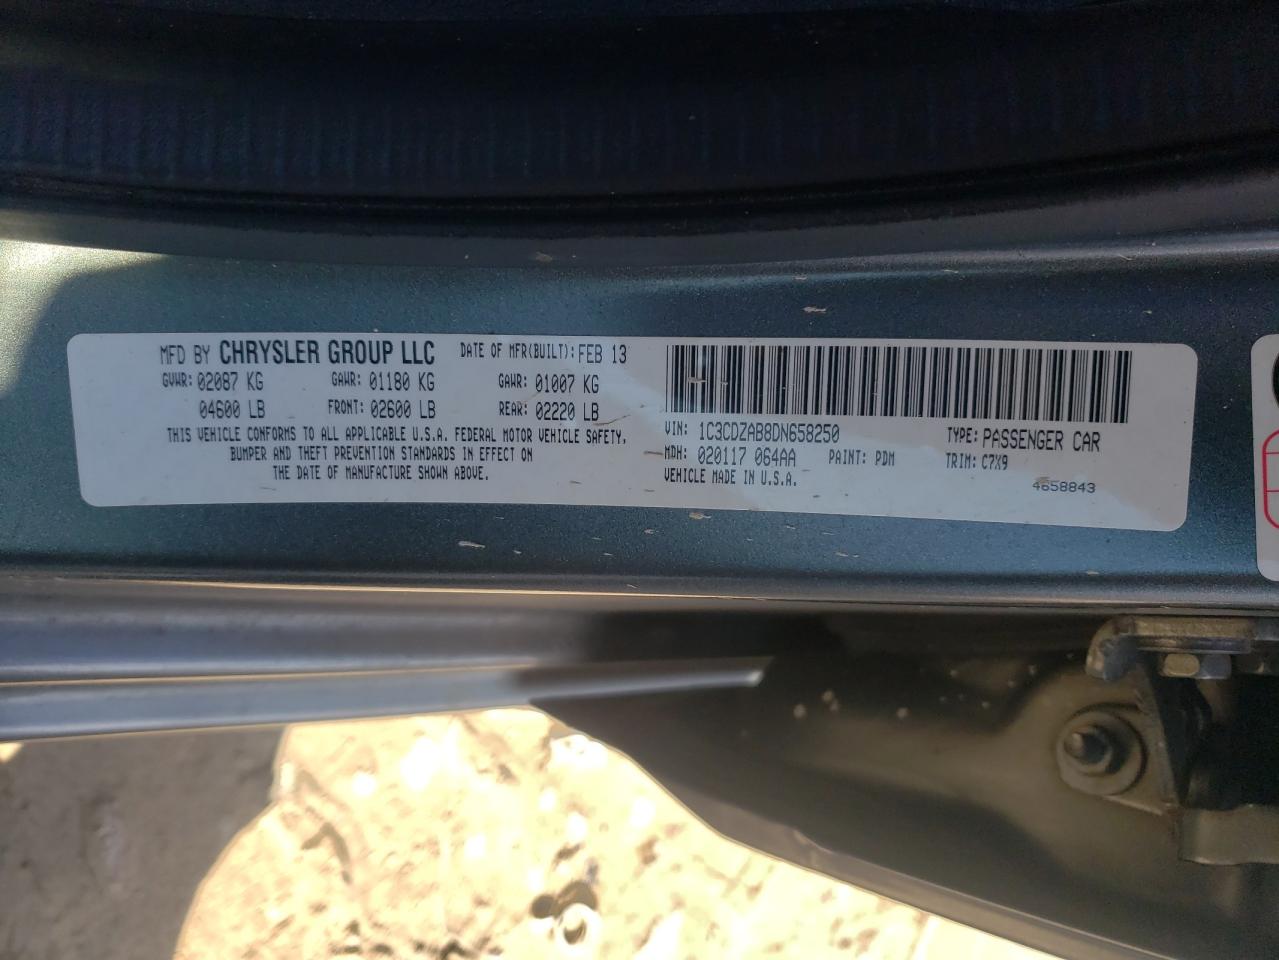 MFD BY CHRYSLER GROUP LLC DATE OF MFR(BUILT): FEB 13
GVWR: 02087 KG GAWR: 01180 KG GAWR: 01007 KG
04600 LB FRONT: 02600 LB REAR: 02220 LB
THIS VEHICLE CONFORMS TO ALL APPLICABLE U.S.A. FEDERAL MOTOR VEHICLE SAFETY,
BUMPER AND THEFT PREVENTION STANDARDS IN EFFECT ON
THE DATE OF MANUFACTURE SHOWN ABOVE.
VIN: 1C3CDZAB8DN658250 TYPE: PASSENGER CAR
MDH: 020117 064AA PAINT: PDM TRIM: C7X9
VEHICLE MADE IN U.S.A.
4658843